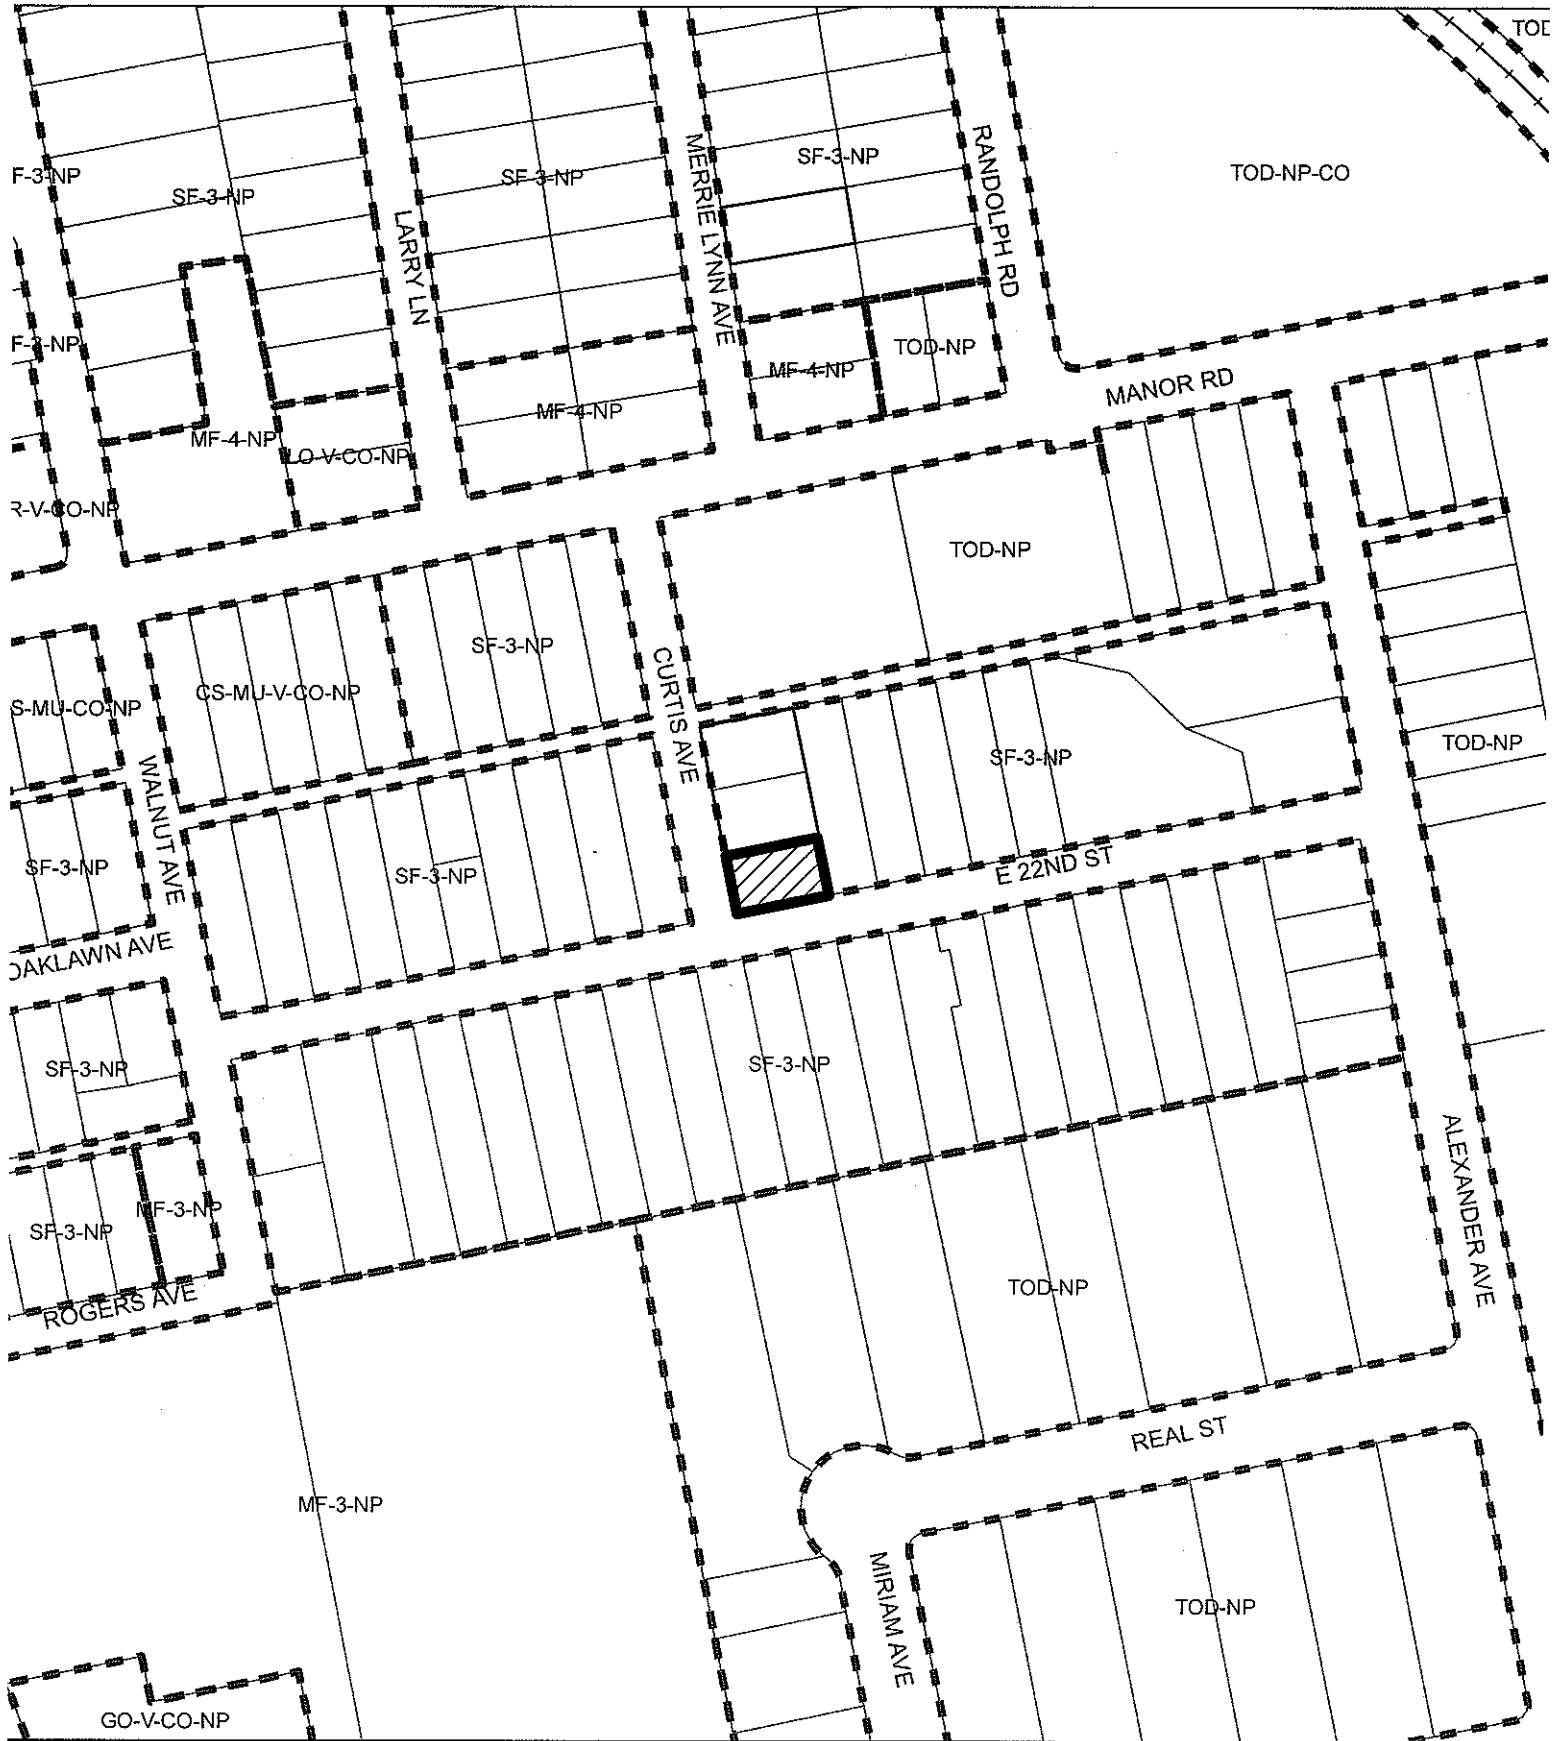 TOD
F-3-NP
SF-3-NP
SF-3-NP
SF-3-NP
TOD-NP-CO
RANDOLPH RD
MERRIE LYNN AVE
LARRY LN
F-3-NP
TOD-NP
MF-4-NP
MANOR RD
MF-4-NP
MF-4-NP
LO-V-CO-NP
R-V-CO-NP
TOD-NP
SF-3-NP
CURTIS AVE
CS-MU-V-CO-NP
S-MU-CO-NP
TOD-NP
SF-3-NP
WALNUT AVE
SF-3-NP
SF-3-NP
E 22ND ST
OAKLAWN AVE
SF-3-NP
SF-3-NP
ALEXANDER AVE
MF-3-NP
SF-3-NP
TOD-NP
ROGERS AVE
REAL ST
MF-3-NP
MIRIAM AVE
TOD-NP
GO-V-CO-NP